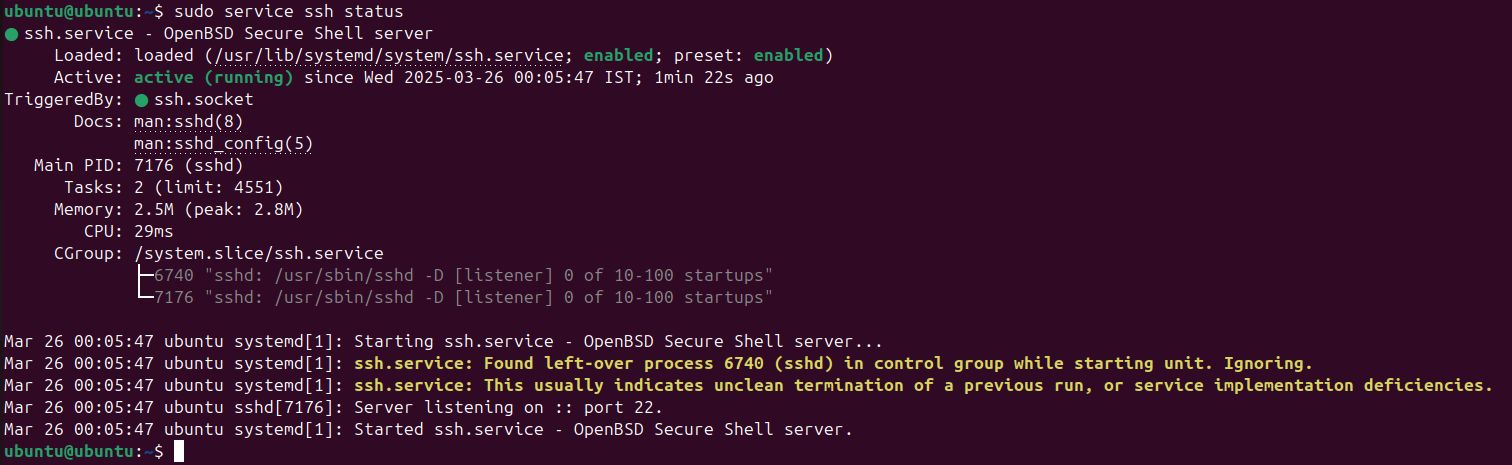 ubuntu@ubuntu:~$ sudo service ssh status
● ssh.service - OpenBSD Secure Shell server
     Loaded: loaded (/usr/lib/systemd/system/ssh.service; enabled; preset: enabled)
     Active: active (running) since Wed 2025-03-26 00:05:47 IST; 1min 22s ago
TriggeredBy: ● ssh.socket
       Docs: man:sshd(8)
             man:sshd_config(5)
   Main PID: 7176 (sshd)
      Tasks: 2 (limit: 4551)
     Memory: 2.5M (peak: 2.8M)
        CPU: 29ms
     CGroup: /system.slice/ssh.service
             ├─6740 "sshd: /usr/sbin/sshd -D [listener] 0 of 10-100 startups"
             └─7176 "sshd: /usr/sbin/sshd -D [listener] 0 of 10-100 startups"
Mar 26 00:05:47 ubuntu systemd[1]: Starting ssh.service - OpenBSD Secure Shell server...
Mar 26 00:05:47 ubuntu systemd[1]: ssh.service: Found left-over process 6740 (sshd) in control group while starting unit. Ignoring.
Mar 26 00:05:47 ubuntu systemd[1]: ssh.service: This usually indicates unclean termination of a previous run, or service implementation deficiencies.
Mar 26 00:05:47 ubuntu sshd[7176]: Server listening on :: port 22.
Mar 26 00:05:47 ubuntu systemd[1]: Started ssh.service - OpenBSD Secure Shell server.
ubuntu@ubuntu:~$